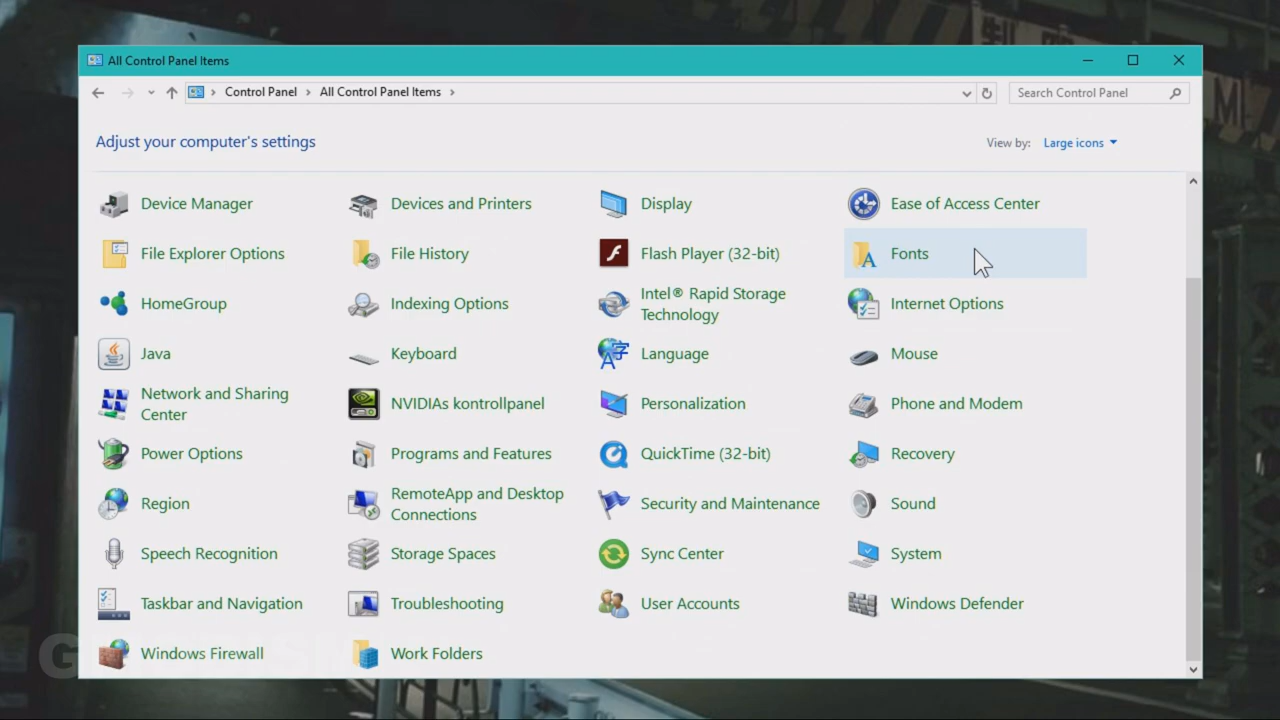 All Control Panel Items
Control Panel > All Control Panel Items >
Search Control Panel
Adjust your computer's settings
View by: Large icons
Device Manager
Devices and Printers
Display
Ease of Access Center
File Explorer Options
File History
Flash Player (32-bit)
Fonts
HomeGroup
Indexing Options
Intel® Rapid Storage
Technology
Internet Options
Java
Keyboard
Language
Mouse
Network and Sharing
Center
NVIDIAs kontrollpanel
Personalization
Phone and Modem
Power Options
Programs and Features
QuickTime (32-bit)
Recovery
Region
RemoteApp and Desktop
Connections
Security and Maintenance
Sound
Speech Recognition
Storage Spaces
Sync Center
System
Taskbar and Navigation
Troubleshooting
User Accounts
Windows Defender
Windows Firewall
Work Folders